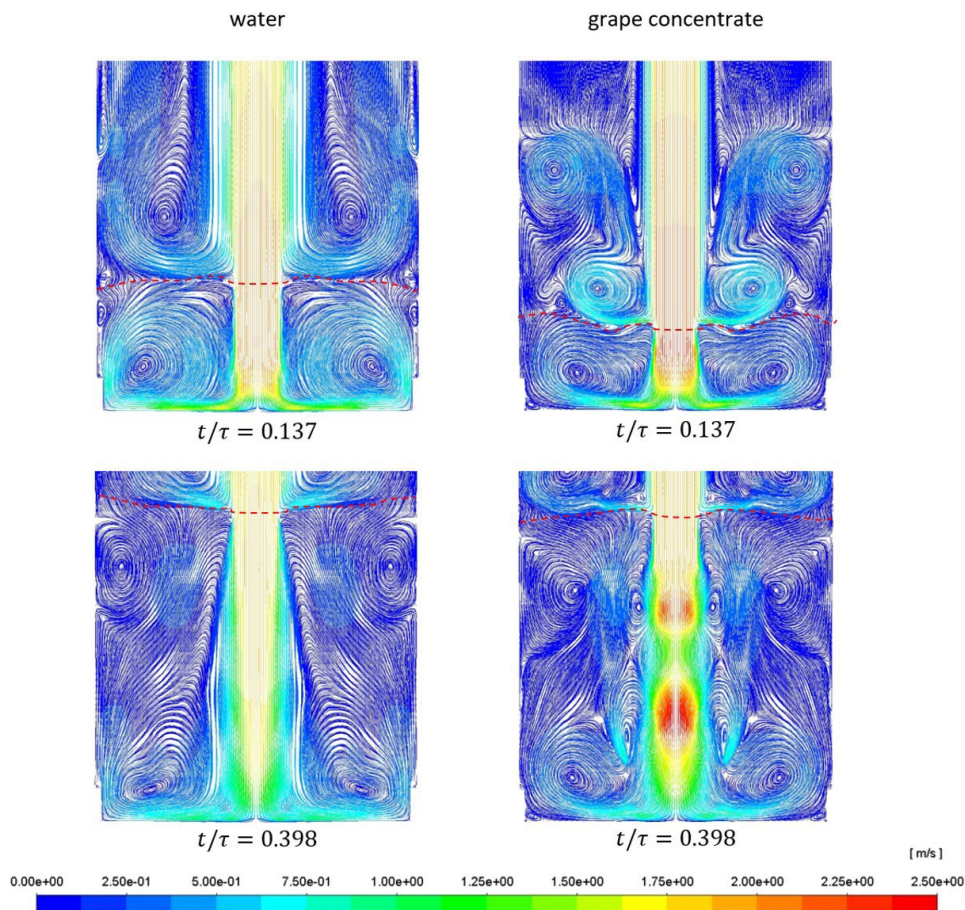 water grape concentrate
t/τ = 0.137 t/τ = 0.137
t/τ = 0.398 t/τ = 0.398
[ m/s ]
0.00e+00 2.50e-01 5.00e-01 7.50e-01 1.00e+00 1.25e+00 1.50e+00 1.75e+00 2.00e+00 2.25e+00 2.50e+00